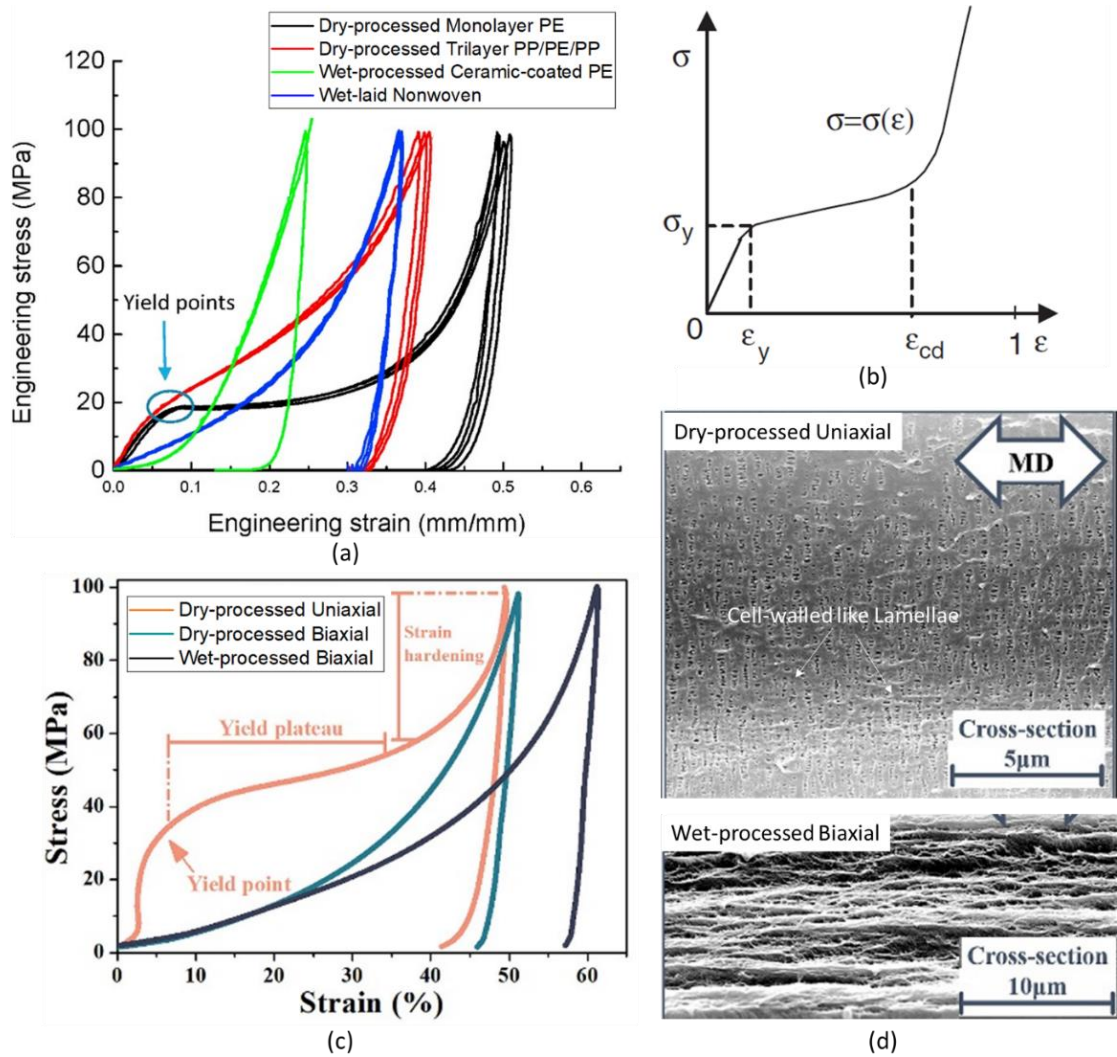 Dry-processed Monolayer PE
Dry-processed Trilayer PP/PE/PP
Wet-processed Ceramic-coated PE
Wet-laid Nonwoven
120
100
80
60
40
20
0
Engineering stress (MPa)
Yield points
0.0 0.1 0.2 0.3 0.4 0.5 0.6
Engineering strain (mm/mm)
(a)
σ
σ=σ(ε)
σy
0 εy εcd 1 ε
(b)
Dry-processed Uniaxial
Dry-processed Biaxial
Wet-processed Biaxial
100
80
60
40
20
0
Stress (MPa)
Strain
hardening
Yield plateau
Yield point
0 10 20 30 40 50 60
Strain (%)
(c)
Dry-processed Uniaxial
MD
Cell-walled like Lamellae
Cross-section
5μm
Wet-processed Biaxial
Cross-section
10μm
(d)